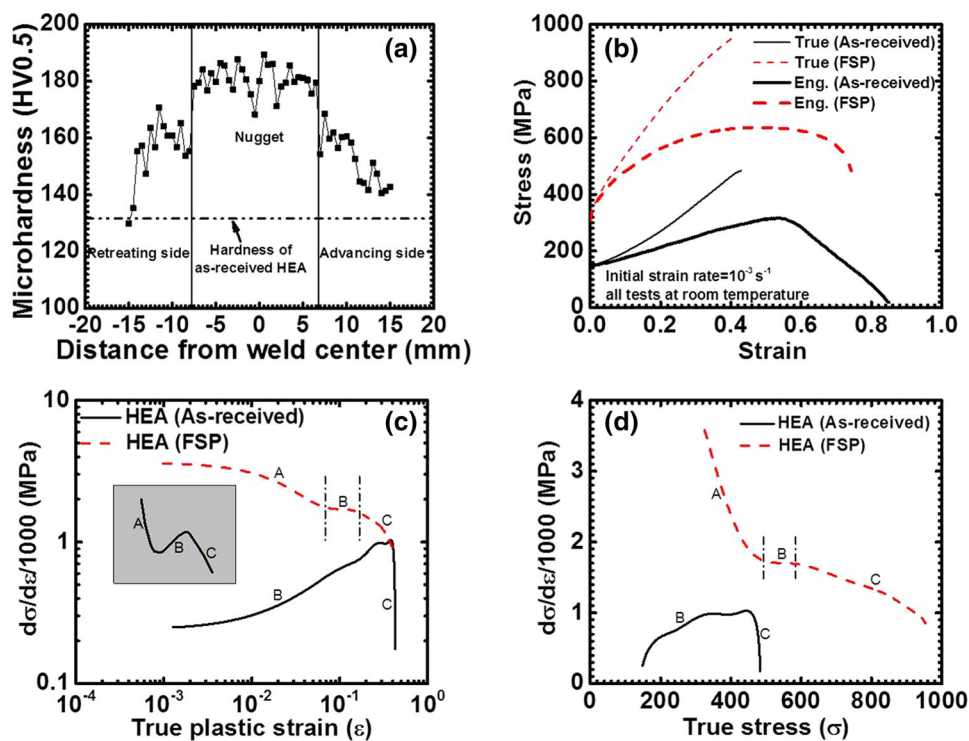 (a)
Microhardness (HV0.5)
200
180
160
140
120
100
Nugget
Retreating side
Hardness of
as-received HEA
Advancing side
-20 -15 -10 -5 0 5 10 15 20
Distance from weld center (mm)
(b)
Stress (MPa)
1000
800
600
400
200
0
True (As-received)
True (FSP)
Eng. (As-received)
Eng. (FSP)
Initial strain rate=10⁻³ s⁻¹
all tests at room temperature
0.0 0.2 0.4 0.6 0.8 1.0
Strain
(c)
dσ/dε/1000 (MPa)
10
1
0.1
HEA (As-received)
HEA (FSP)
A
B
C
A
B
C
B
C
10⁻⁴ 10⁻³ 10⁻² 10⁻¹ 10⁰
True plastic strain (ε)
(d)
dσ/dε/1000 (MPa)
4
3
2
1
0
HEA (As-received)
HEA (FSP)
A
B
C
B
C
0 200 400 600 800 1000
True stress (σ)